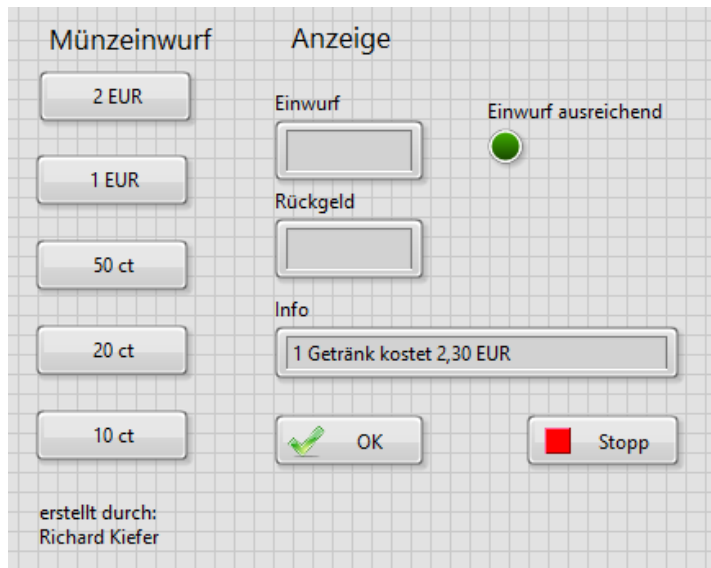 Münzeinwurf
2 EUR
1 EUR
50 ct
20 ct
10 ct
erstellt durch:
Richard Kiefer
Anzeige
Einwurf
Einwurf ausreichend
Rückgeld
Info
1 Getränk kostet 2,30 EUR
OK
Stopp